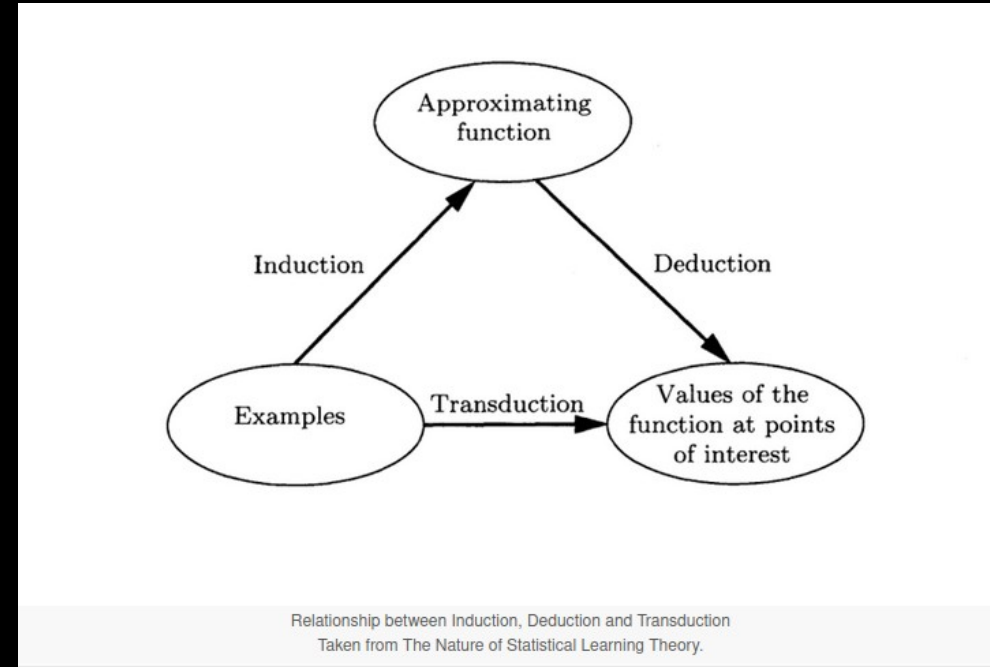 Approximating
function
Induction
Deduction
Examples
Transduction
Values of the
function at points
of interest
Relationship between Induction, Deduction and Transduction
Taken from The Nature of Statistical Learning Theory.